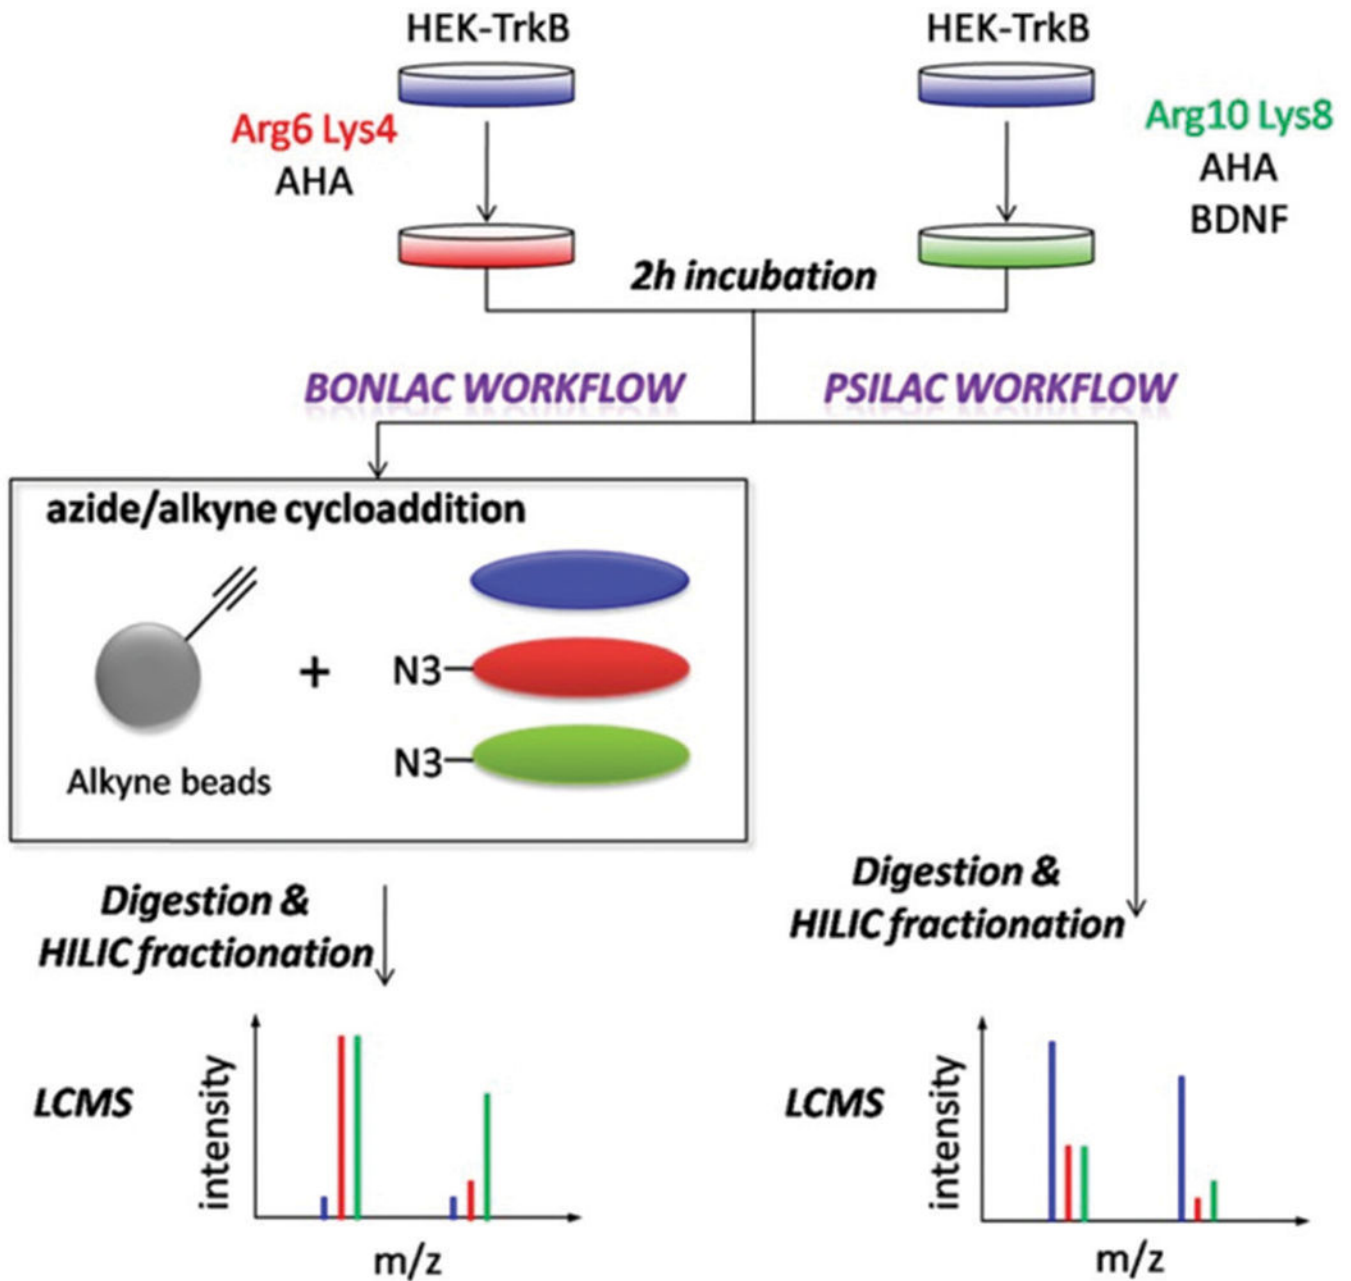 HEK-TrkB
HEK-TrkB
Arg6 Lys4
AHA
Arg10 Lys8
AHA
BDNF
2h incubation
BONLAC WORKFLOW
PSILAC WORKFLOW
azide/alkyne cycloaddition
+
N3
N3
Alkyne beads
Digestion &
HILIC fractionation
Digestion &
HILIC fractionation
LCMS
intensity
m/z
LCMS
intensity
m/z